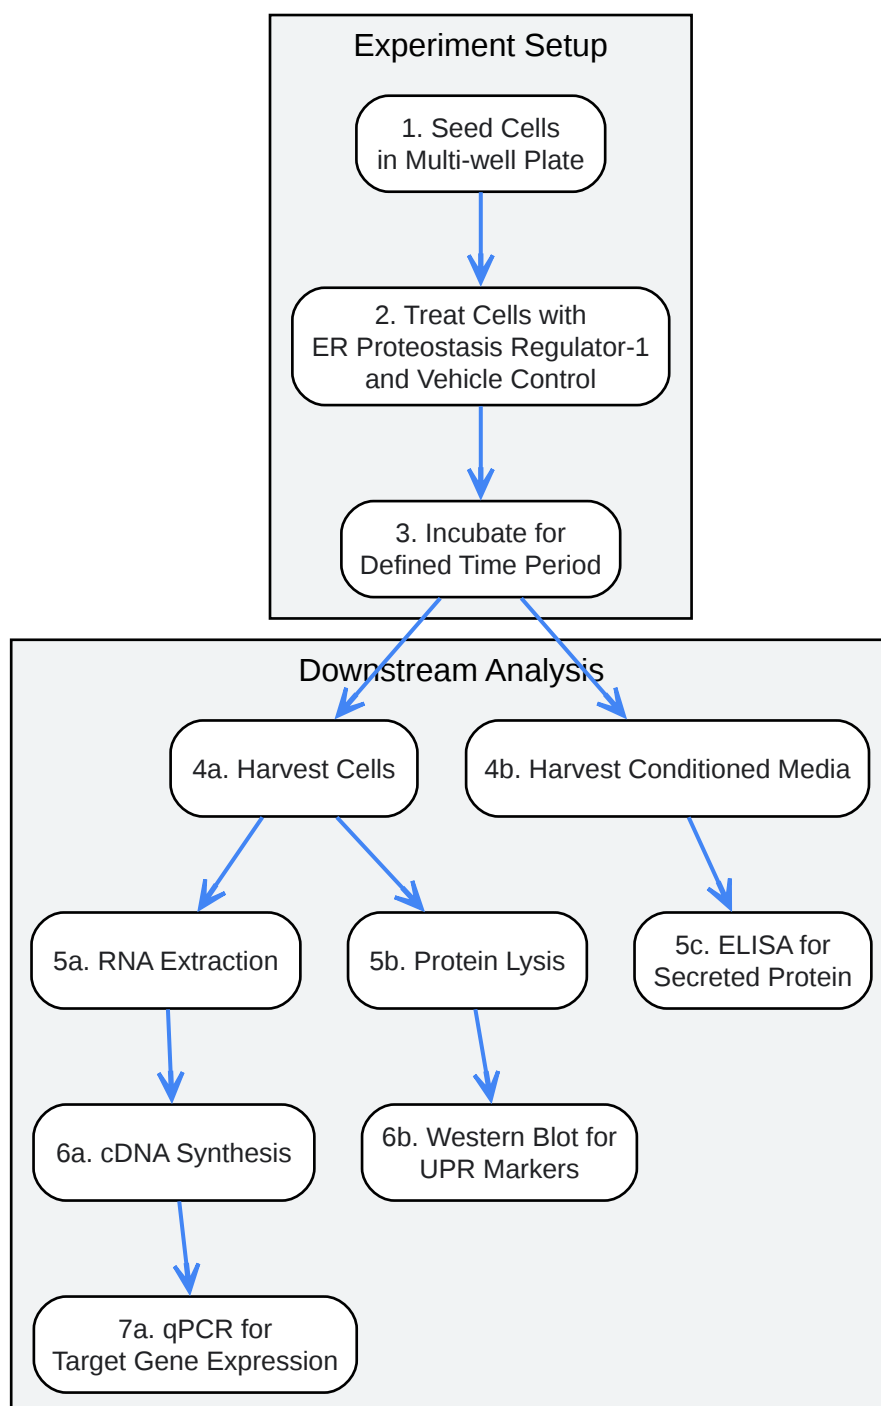 Experiment Setup
1. Seed Cells
in Multi-well Plate
2. Treat Cells with
ER Proteostasis Regulator-1
and Vehicle Control
3. Incubate for
Defined Time Period
Downstream Analysis
4a. Harvest Cells
4b. Harvest Conditioned Media
5a. RNA Extraction
5b. Protein Lysis
5c. ELISA for
Secreted Protein
6a. cDNA Synthesis
6b. Western Blot for
UPR Markers
7a. qPCR for
Target Gene Expression